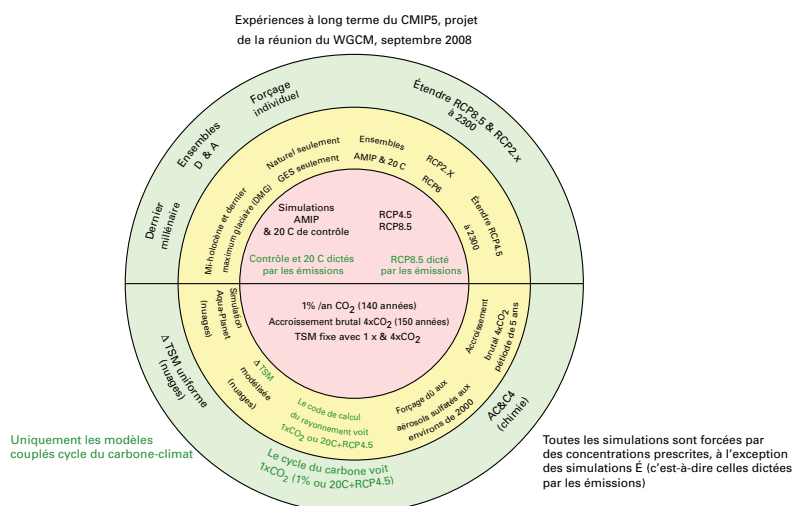 Expériences à long terme du CMIP5, projet
de la réunion du WGCM, septembre 2008
Forçage
individuel
Étendre RCP8.5 & RCP2.x
à 2300
Ensembles
D & A
Dernier
millénaire
Naturel seulement
GES seulement
Ensembles
AMIP & 20 C
RCP2.X
RCP6
Étendre RCP4.5
à 2300
Mi-holocène et dernier
maximum glaciaire (DMG)
Simulations
AMIP
& 20 C de contrôle
RCP4.5
RCP8.5
Contrôle et 20 C dictés
par les émissions
RCP8.5 dicté
par les émissions
1% /an CO2 (140 années)
Accroissement brutal 4xCO2 (150 années)
TSM fixe avec 1 x & 4xCO2
Simulation
Aqua-Planet
(nuages)
Δ TSM
modélisée
(nuages)
Le code de calcul
du rayonnement voit
1xCO2 ou 20C+RCP4.5
Forçage dû aux
aérosols sulfatés aux
environs de 2000
Accroissement
brutal 4xCO2
pétiode de 5 ans
Δ TSM uniforme
(nuages)
Le cycle du carbone voit
1xCO2 (1% ou 20C+RCP4.5)
AC&C4
(chimie)
Uniquement les modèles
couplés cycle du carbone-climat
Toutes les simulations sont forcées par
des concentrations prescrites, à l'exception
des simulations É (c'est-à-dire celles dictées
par les émissions)